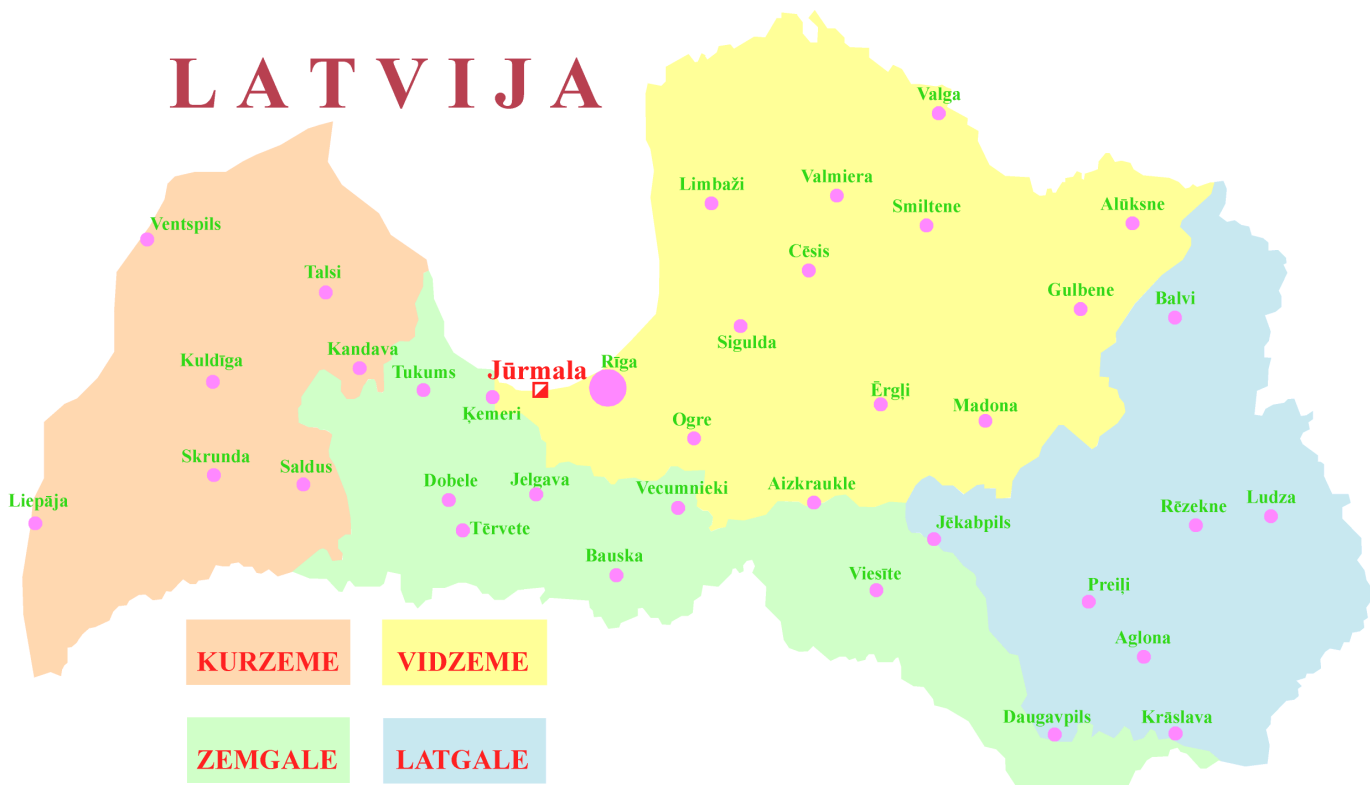 LATVIJA
Valga
Limbaži
Valmiera
Smiltene
Alūksne
Ventspils
Talsi
Cēsis
Gulbene
Balvi
Sigulda
Kuldīga
Kandava
Tukums
Jūrmala
Rīga
Ķemeri
Ērgļi
Madona
Ogre
Skrunda
Saldus
Dobele
Jelgava
Vecumnieki
Aizkraukle
Liepāja
Tērvete
Jēkabpils
Rēzekne
Ludza
Bauska
Viesīte
Preiļi
Aglona
Daugavpils
Krāslava
KURZEME
VIDZEME
ZEMGALE
LATGALE